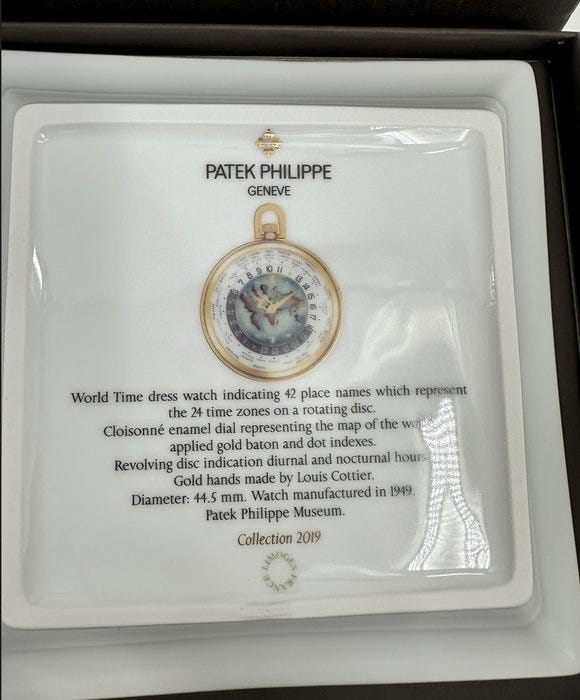 PATEK PHILIPPE
GENEVE
World Time dress watch indicating 42 place names which represent
the 24 time zones on a rotating disc.
Cloisonné enamel dial representing the map of the
applied gold baton and dot indexes.
Revolving disc indication diurnal and nocturnal hours
Gold hands made by Louis Cottier.
Diameter: 44.5 mm. Watch manufactured in 1949.
Patek Philippe Museum.
Collection 2019
LIMOGES FRANCE